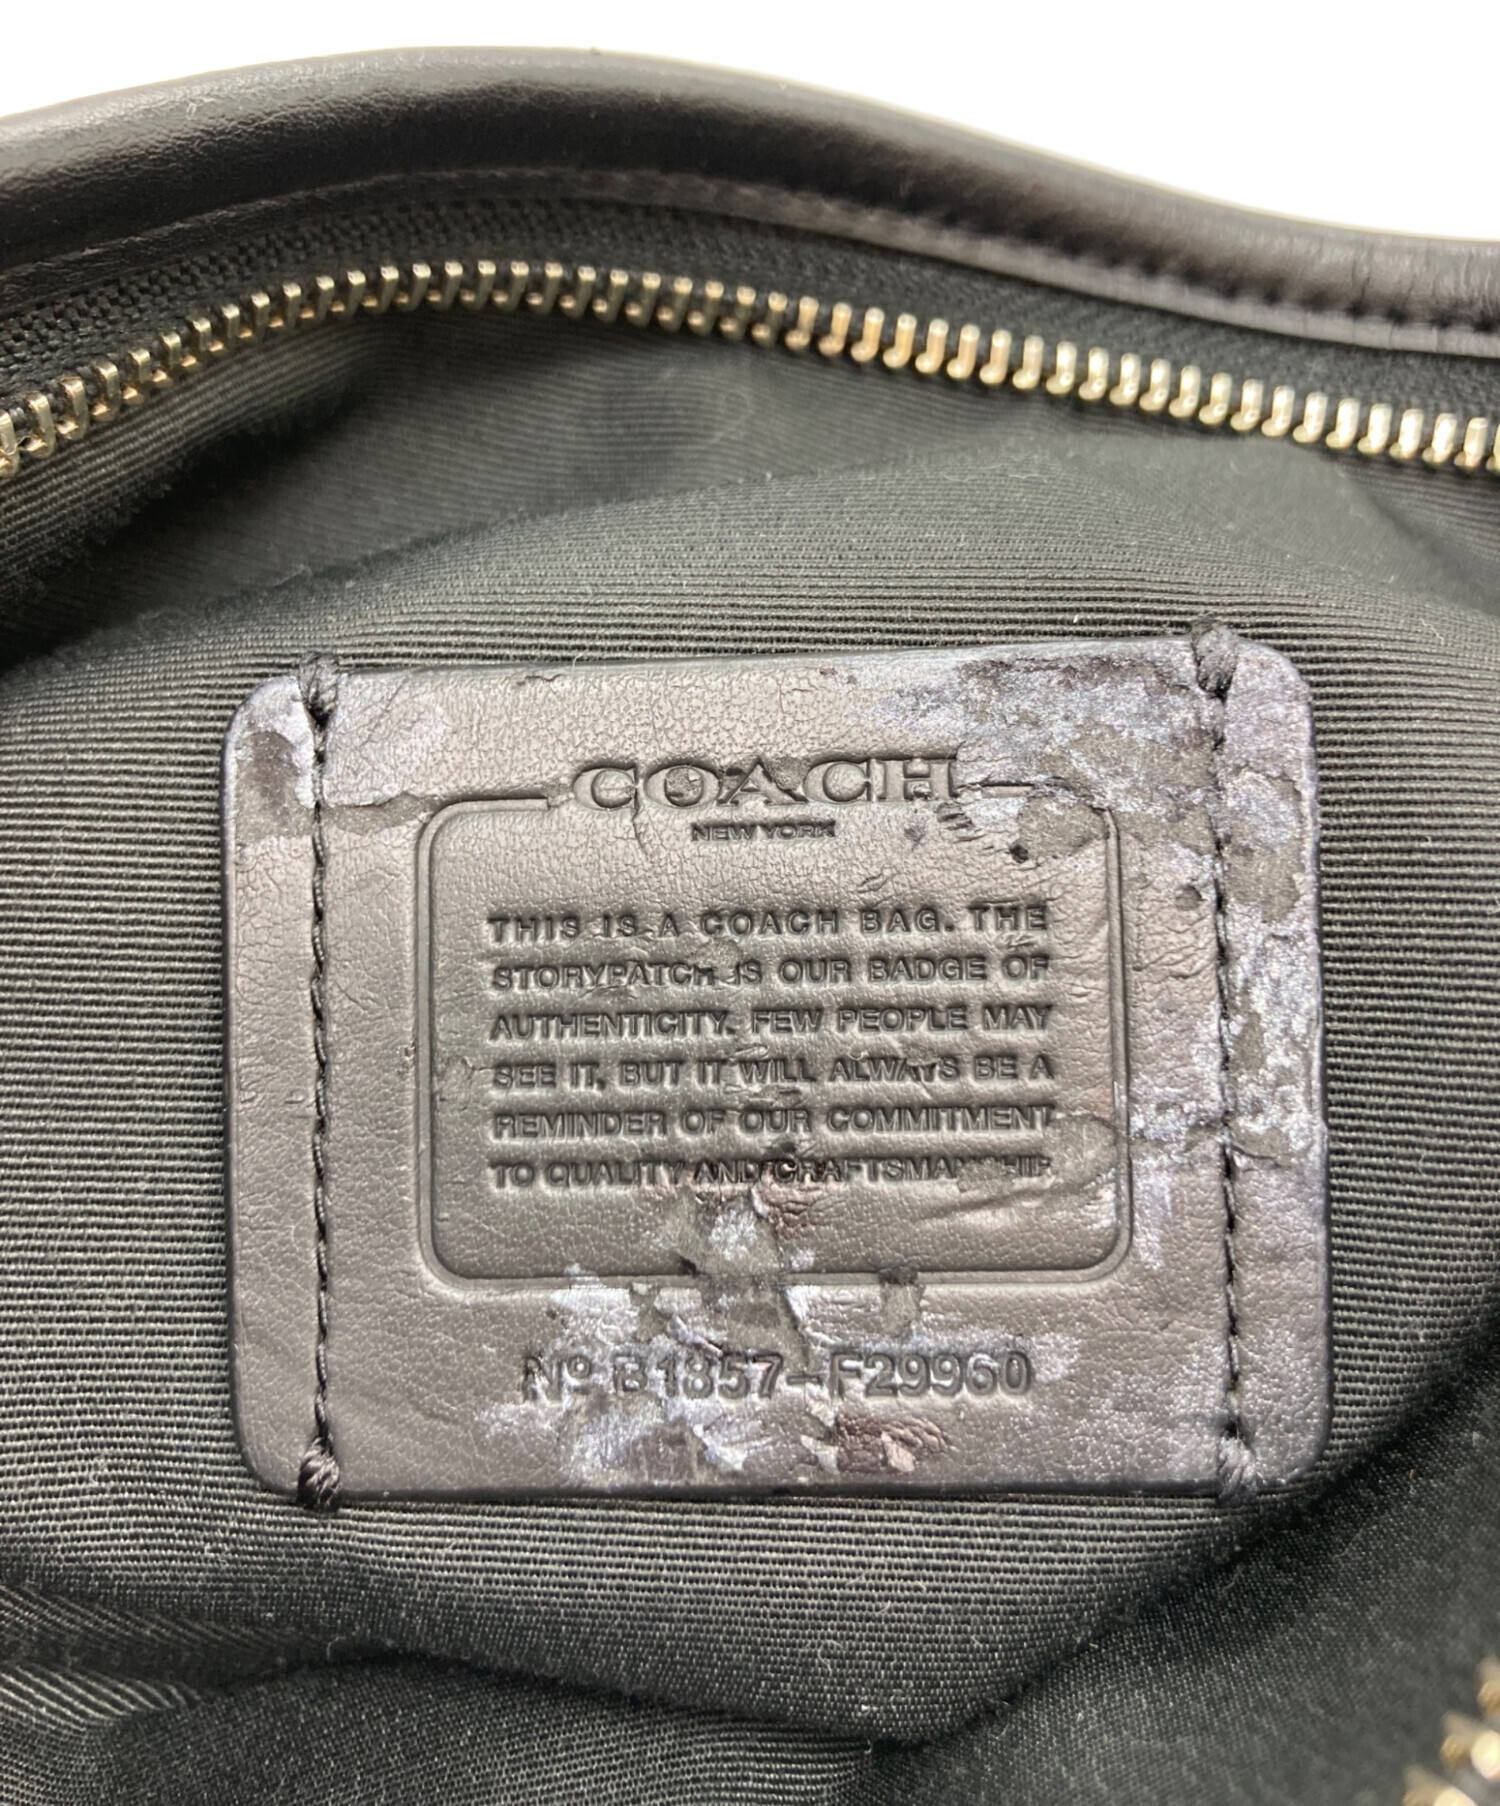 COACH
NEW YORK
THIS IS A COACH BAG. THE
STORYPATCH IS OUR BADGE OF
AUTHENTICITY. FEW PEOPLE MAY
SEE IT, BUT IT WILL ALWAYS BE A
REMINDER OF OUR COMMITMENT
TO QUALITY AND CRAFTSMANSHIP.
Nº B1857-F29960